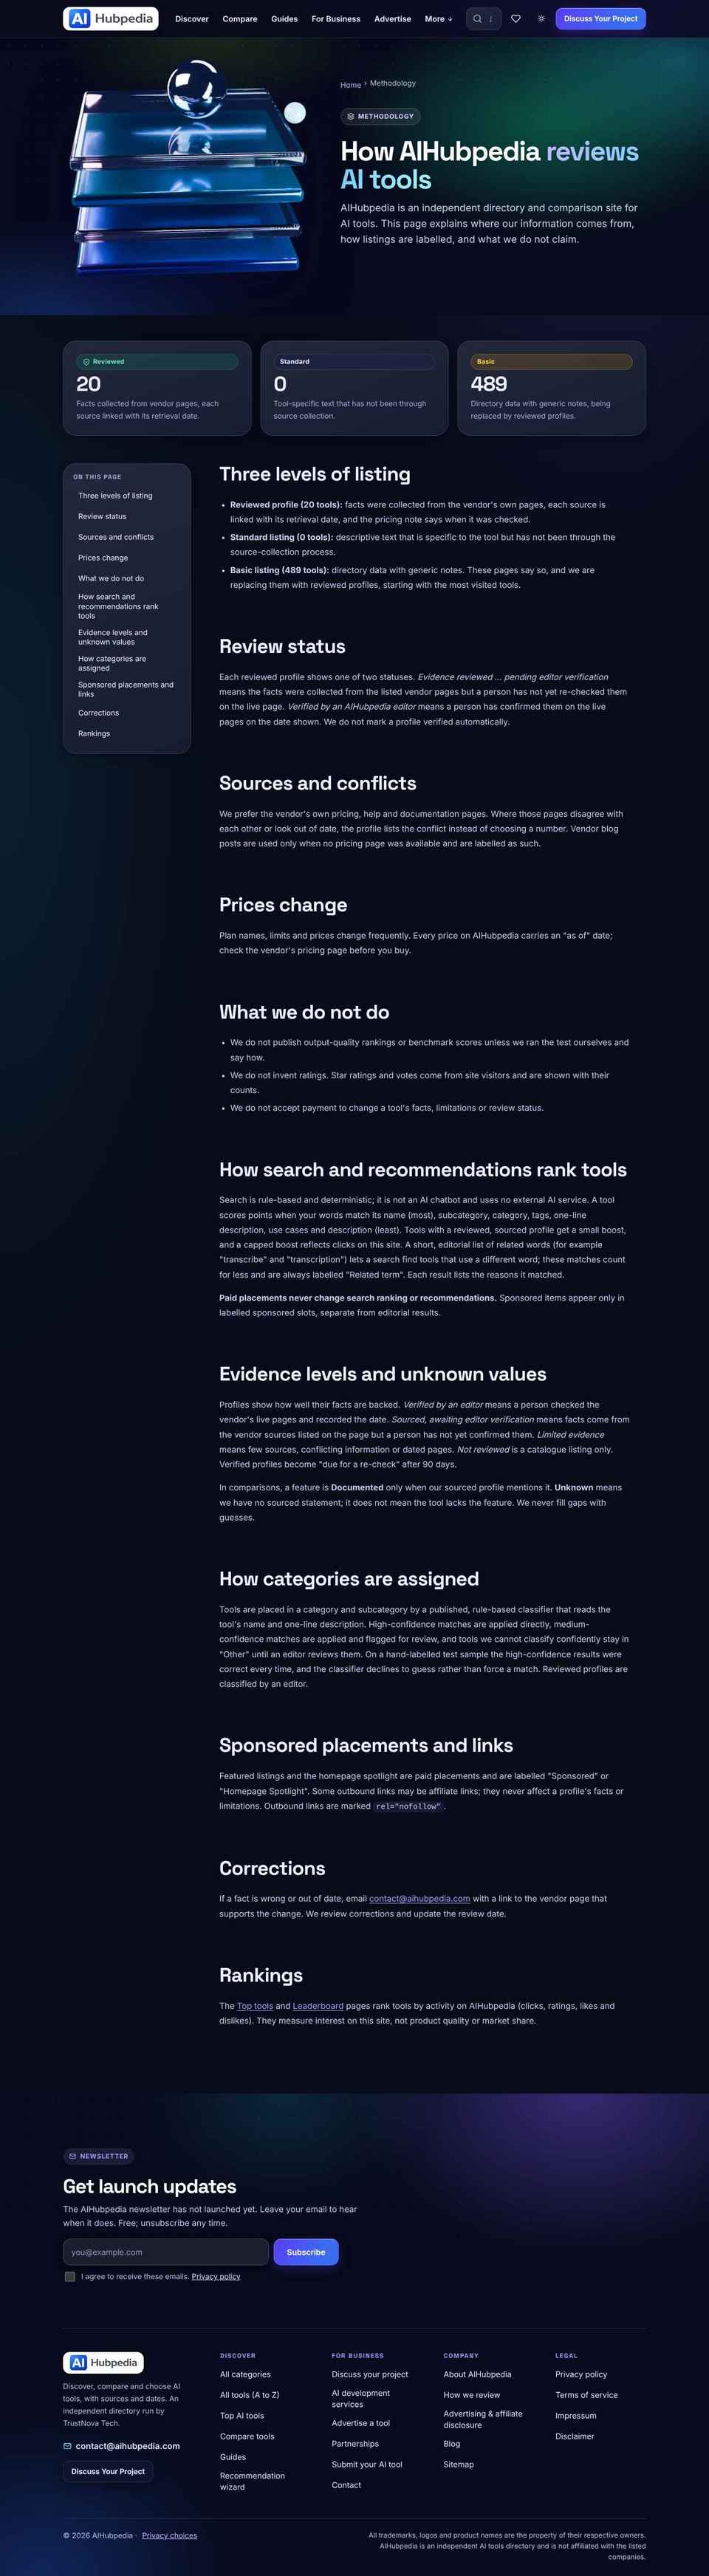 AI Hubpedia
Discover
Compare
Guides
For Business
Advertise
More ↓
Discuss Your Project
Home › Methodology
METHODOLOGY
How AIHubpedia reviews
AI tools
AIHubpedia is an independent directory and comparison site for
AI tools. This page explains where our information comes from,
how listings are labelled, and what we do not claim.
Reviewed
20
Facts collected from vendor pages, each
source linked with its retrieval date.
Standard
0
Tool-specific text that has not been through
source collection.
Basic
489
Directory data with generic notes, being
replaced by reviewed profiles.
ON THIS PAGE
Three levels of listing
Review status
Sources and conflicts
Prices change
What we do not do
How search and
recommendations rank
tools
Evidence levels and
unknown values
How categories are
assigned
Sponsored placements and
links
Corrections
Rankings
Three levels of listing
• Reviewed profile (20 tools): facts were collected from the vendor's own pages, each source is
linked with its retrieval date, and the pricing note says when it was checked.
• Standard listing (0 tools): descriptive text that is specific to the tool but has not been through the
source-collection process.
• Basic listing (489 tools): directory data with generic notes. These pages say so, and we are
replacing them with reviewed profiles, starting with the most visited tools.
Review status
Each reviewed profile shows one of two statuses. Evidence reviewed ... pending editor verification
means the facts were collected from the listed vendor pages but a person has not yet re-checked them
on the live page. Verified by an AIHubpedia editor means a person has confirmed them on the live
pages on the date shown. We do not mark a profile verified automatically.
Sources and conflicts
We prefer the vendor's own pricing, help and documentation pages. Where those pages disagree with
each other or look out of date, the profile lists the conflict instead of choosing a number. Vendor blog
posts are used only when no pricing page was available and are labelled as such.
Prices change
Plan names, limits and prices change frequently. Every price on AIHubpedia carries an "as of" date;
check the vendor's pricing page before you buy.
What we do not do
• We do not publish output-quality rankings or benchmark scores unless we ran the test ourselves and
say how.
• We do not invent ratings. Star ratings and votes come from site visitors and are shown with their
counts.
• We do not accept payment to change a tool's facts, limitations or review status.
How search and recommendations rank tools
Search is rule-based and deterministic; it is not an AI chatbot and uses no external AI service. A tool
scores points when your words match its name (most), subcategory, category, tags, one-line
description, use cases and description (least). Tools with a reviewed, sourced profile get a small boost,
and a capped boost reflects clicks on this site. A short, editorial list of related words (for example
"transcribe" and "transcription") lets a search find tools that use a different word; these matches count
for less and are always labelled "Related term". Each result lists the reasons it matched.
Paid placements never change search ranking or recommendations. Sponsored items appear only in
labelled sponsored slots, separate from editorial results.
Evidence levels and unknown values
Profiles show how well their facts are backed. Verified by an editor means a person checked the
vendor's live pages and recorded the date. Sourced, awaiting editor verification means facts come from
the vendor sources listed on the page but a person has not yet confirmed them. Limited evidence
means few sources, conflicting information or dated pages. Not reviewed is a catalogue listing only.
Verified profiles become "due for a re-check" after 90 days.
In comparisons, a feature is Documented only when our sourced profile mentions it. Unknown means
we have no sourced statement; it does not mean the tool lacks the feature. We never fill gaps with
guesses.
How categories are assigned
Tools are placed in a category and subcategory by a published, rule-based classifier that reads the
tool's name and one-line description. High-confidence matches are applied directly, medium-
confidence matches are applied and flagged for review, and tools we cannot classify confidently stay in
"Other" until an editor reviews them. On a hand-labelled test sample the high-confidence results were
correct every time, and the classifier declines to guess rather than force a match. Reviewed profiles are
classified by an editor.
Sponsored placements and links
Featured listings and the homepage spotlight are paid placements and are labelled "Sponsored" or
"Homepage Spotlight". Some outbound links may be affiliate links; they never affect a profile's facts or
limitations. Outbound links are marked rel="nofollow".
Corrections
If a fact is wrong or out of date, email contact@aihubpedia.com with a link to the vendor page that
supports the change. We review corrections and update the review date.
Rankings
The Top tools and Leaderboard pages rank tools by activity on AIHubpedia (clicks, ratings, likes and
dislikes). They measure interest on this site, not product quality or market share.
NEWSLETTER
Get launch updates
The AIHubpedia newsletter has not launched yet. Leave your email to hear
when it does. Free; unsubscribe any time.
you@example.com
Subscribe
I agree to receive these emails. Privacy policy
AI Hubpedia
Discover, compare and choose AI
tools, with sources and dates. An
independent directory run by
TrustNova Tech.
contact@aihubpedia.com
Discuss Your Project
DISCOVER
All categories
All tools (A to Z)
Top AI tools
Compare tools
Guides
Recommendation
wizard
FOR BUSINESS
Discuss your project
AI development
services
Advertise a tool
Partnerships
Submit your AI tool
Contact
COMPANY
About AIHubpedia
How we review
Advertising & affiliate
disclosure
Blog
Sitemap
LEGAL
Privacy policy
Terms of service
Impressum
Disclaimer
© 2026 AIHubpedia · Privacy choices
All trademarks, logos and product names are the property of their respective owners.
AIHubpedia is an independent AI tools directory and is not affiliated with the listed
companies.